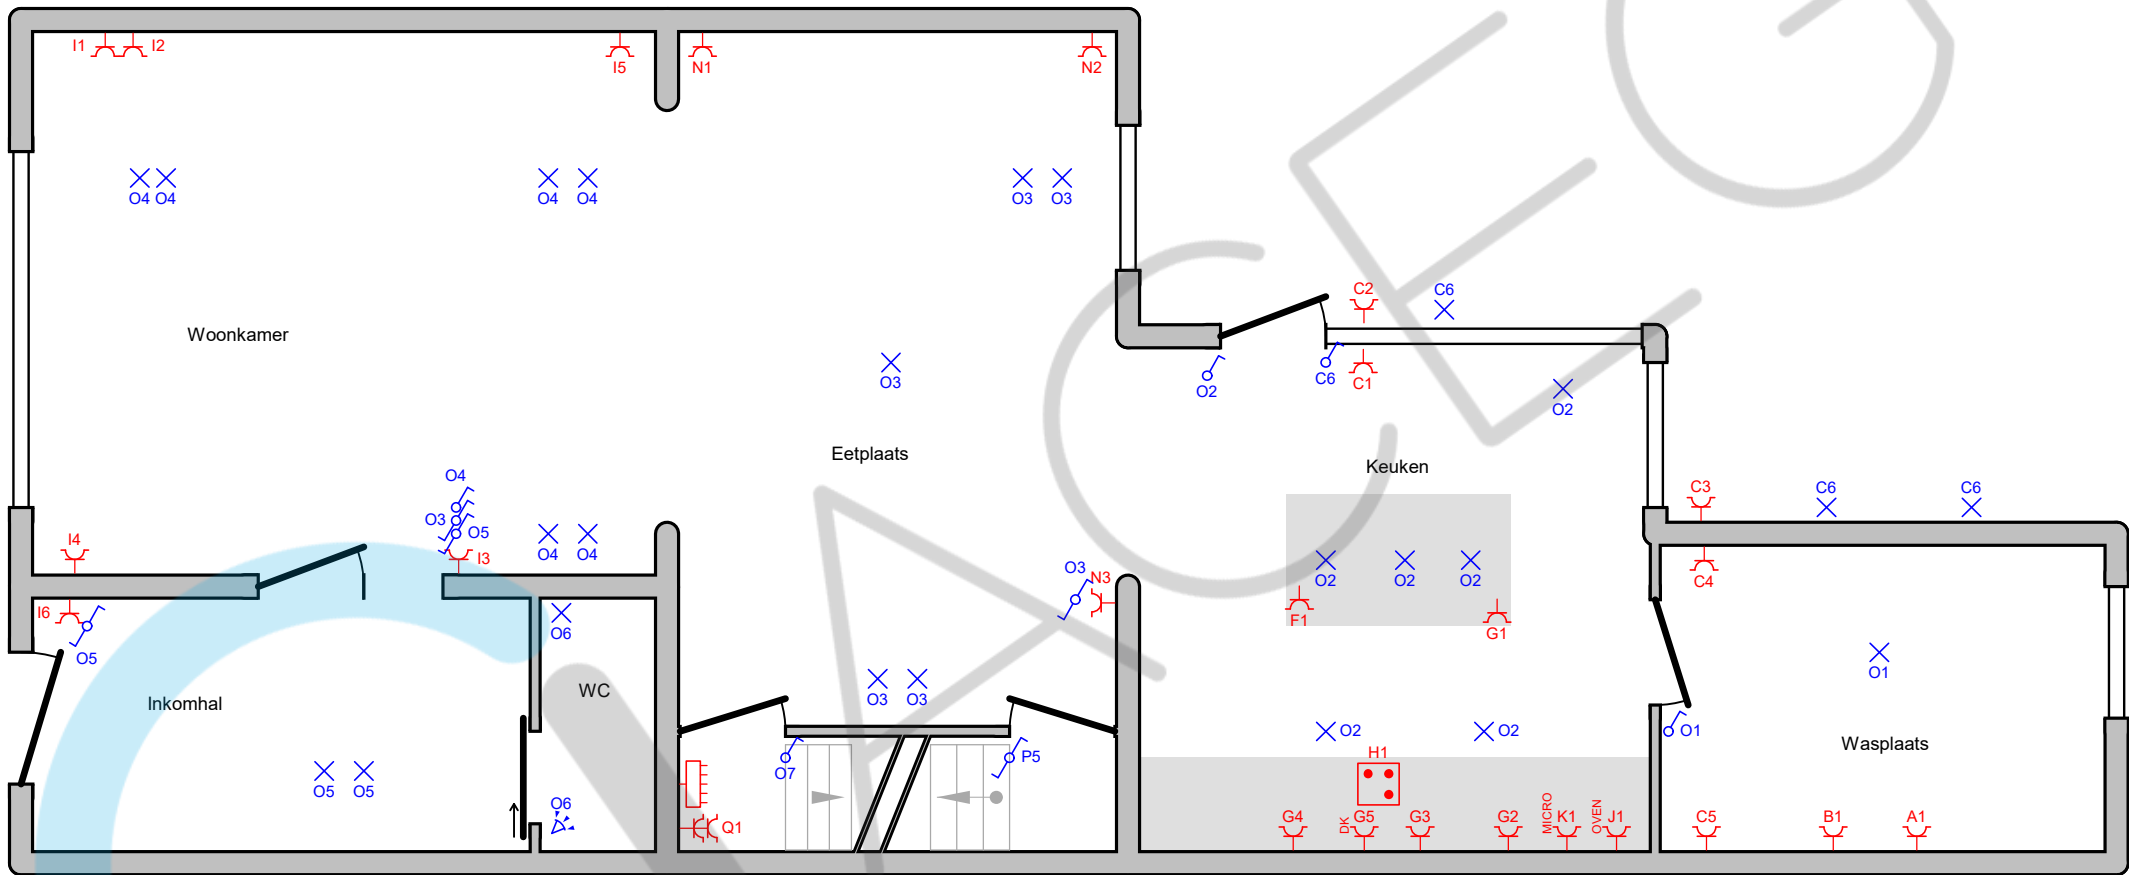 I1 I2 I5 N1 N2
O4 O4 O4 O4 O3 O3
C2 C6
Woonkamer
O3 O2 C6 C1 O2
Eetplaats
Keuken
O4
C3 C6 C6
O3 O5
I4 I3 O4 O4
O3 N3 O2 O2 O2 C4
I6 O6 F1 G1
O5
WC
Inkomhal O3 O3 O1
O2 O2 O1
Wasplaats
H1
O7 P5
O5 O5
O6
Q1
G4 DK G5 G3 G2 MICRO K1 OVEN J1 C5 B1 A1
VACEG